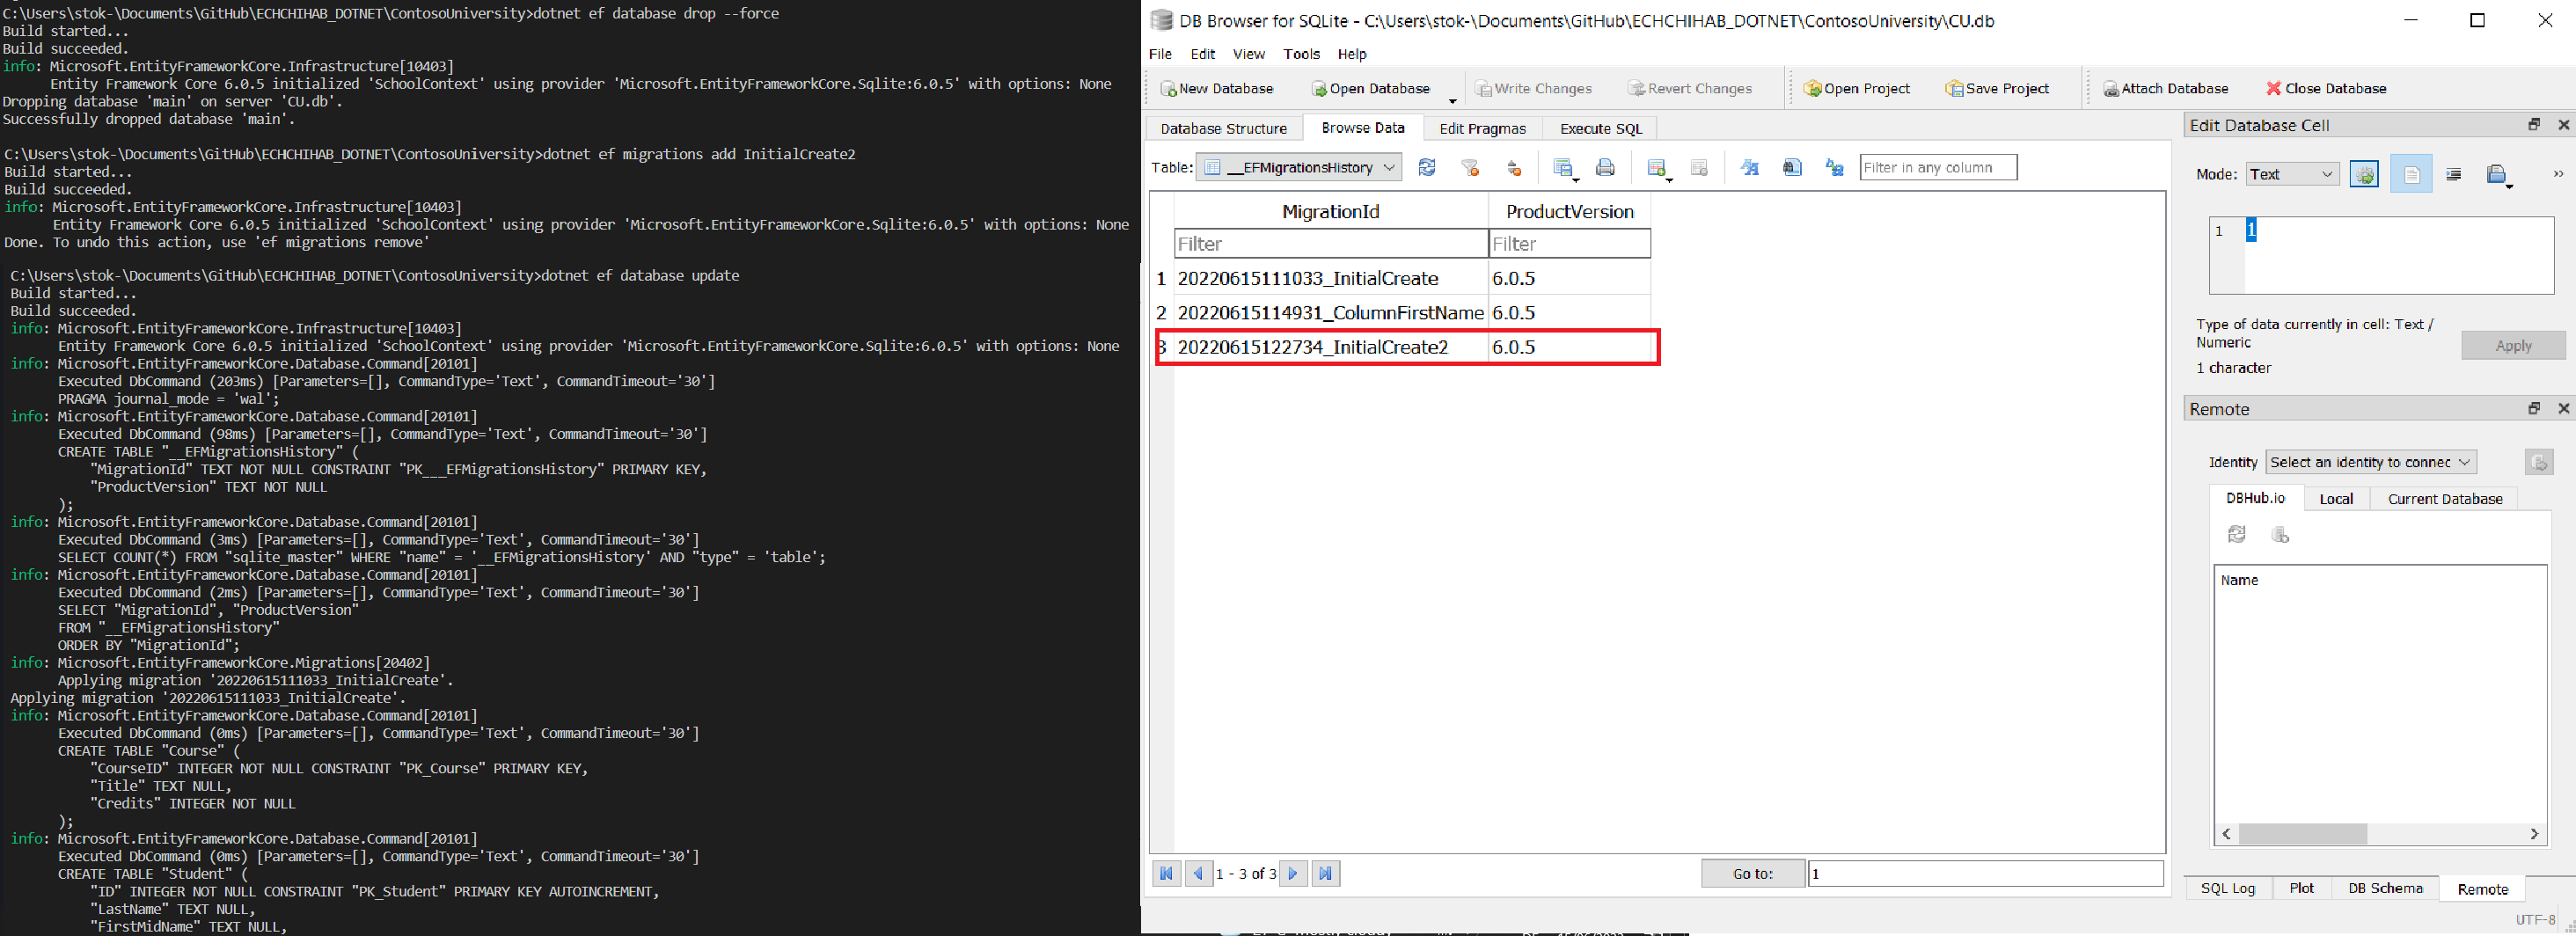 C:\Users\stok-\Documents\GitHub\ECHCHIHAB_DOTNET\ContosoUniversity>dotnet ef database drop --force
Build started...
Build succeeded.
info: Microsoft.EntityFrameworkCore.Infrastructure[10403]
Entity Framework Core 6.0.5 initialized 'SchoolContext' using provider 'Microsoft.EntityFrameworkCore.Sqlite:6.0.5' with options: None
Dropping database 'main' on server 'CU.db'.
Successfully dropped database 'main'.
C:\Users\stok-\Documents\GitHub\ECHCHIHAB_DOTNET\ContosoUniversity>dotnet ef migrations add InitialCreate2
Build started...
Build succeeded.
info: Microsoft.EntityFrameworkCore.Infrastructure[10403]
Entity Framework Core 6.0.5 initialized 'SchoolContext' using provider 'Microsoft.EntityFrameworkCore.Sqlite:6.0.5' with options: None
Done. To undo this action, use 'ef migrations remove'
C:\Users\stok-\Documents\GitHub\ECHCHIHAB_DOTNET\ContosoUniversity>dotnet ef database update
Build started...
Build succeeded.
info: Microsoft.EntityFrameworkCore.Infrastructure[10403]
Entity Framework Core 6.0.5 initialized 'SchoolContext' using provider 'Microsoft.EntityFrameworkCore.Sqlite:6.0.5' with options: None
info: Microsoft.EntityFrameworkCore.Database.Command[20101]
Executed DbCommand (203ms) [Parameters=[], CommandType='Text', CommandTimeout='30']
PRAGMA journal_mode = 'wal';
info: Microsoft.EntityFrameworkCore.Database.Command[20101]
Executed DbCommand (98ms) [Parameters=[], CommandType='Text', CommandTimeout='30']
CREATE TABLE "__EFMigrationsHistory" (
"MigrationId" TEXT NOT NULL CONSTRAINT "PK___EFMigrationsHistory" PRIMARY KEY,
"ProductVersion" TEXT NOT NULL
);
info: Microsoft.EntityFrameworkCore.Database.Command[20101]
Executed DbCommand (3ms) [Parameters=[], CommandType='Text', CommandTimeout='30']
SELECT COUNT(*) FROM "sqlite_master" WHERE "name" = '__EFMigrationsHistory' AND "type" = 'table';
info: Microsoft.EntityFrameworkCore.Database.Command[20101]
Executed DbCommand (2ms) [Parameters=[], CommandType='Text', CommandTimeout='30']
SELECT "MigrationId", "ProductVersion"
FROM "__EFMigrationsHistory"
ORDER BY "MigrationId";
info: Microsoft.EntityFrameworkCore.Migrations[20402]
Applying migration '20220615111033_InitialCreate'.
Applying migration '20220615111033_InitialCreate'.
info: Microsoft.EntityFrameworkCore.Database.Command[20101]
Executed DbCommand (0ms) [Parameters=[], CommandType='Text', CommandTimeout='30']
CREATE TABLE "Course" (
"CourseID" INTEGER NOT NULL CONSTRAINT "PK_Course" PRIMARY KEY,
"Title" TEXT NULL,
"Credits" INTEGER NOT NULL
);
info: Microsoft.EntityFrameworkCore.Database.Command[20101]
Executed DbCommand (0ms) [Parameters=[], CommandType='Text', CommandTimeout='30']
CREATE TABLE "Student" (
"ID" INTEGER NOT NULL CONSTRAINT "PK_Student" PRIMARY KEY AUTOINCREMENT,
"LastName" TEXT NULL,
"FirstMidName" TEXT NULL,
DB Browser for SQLite - C:\Users\stok-\Documents\GitHub\ECHCHIHAB_DOTNET\ContosoUniversity\CU.db
File Edit View Tools Help
New Database Open Database Write Changes Revert Changes Open Project Save Project Attach Database Close Database
Database Structure Browse Data Edit Pragmas Execute SQL
Table: __EFMigrationsHistory Filter in any column
MigrationId ProductVersion
Filter Filter
1 20220615111033_InitialCreate 6.0.5
2 20220615114931_ColumnFirstName 6.0.5
3 20220615122734_InitialCreate2 6.0.5
1 - 3 of 3 Go to: 1
Edit Database Cell
Mode: Text
1 1
Type of data currently in cell: Text /
Numeric
1 character
Apply
Remote
Identity Select an identity to connec
DBHub.io Local Current Database
Name
SQL Log Plot DB Schema Remote
UTF-8